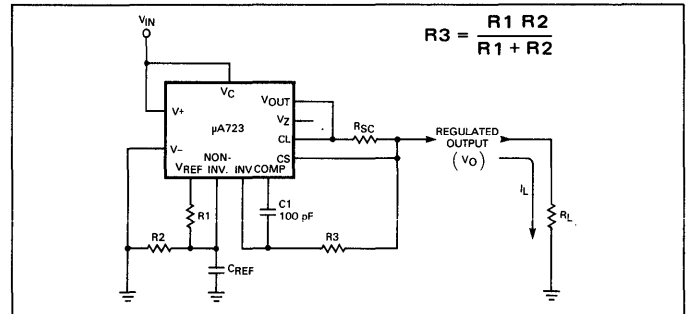 VIN
R3 = R1 R2 / R1 + R2
VC
V+
VOUT
VZ
µA723
CL
RSC
REGULATED
OUTPUT
(VO)
V−
CS
NON-
VREF INV. INV COMP
IL
C1
100 pF
RL
R1
R2
R3
CREF